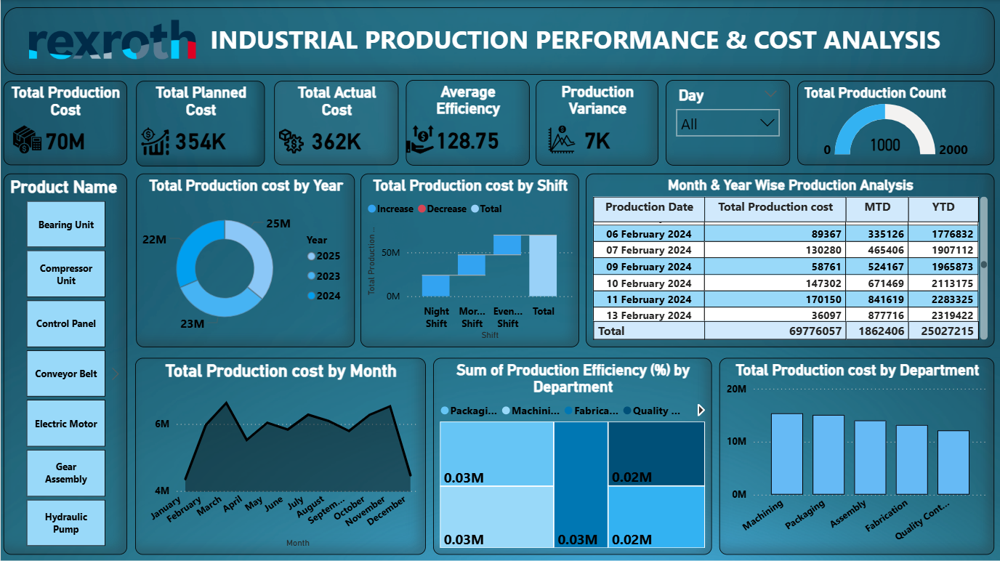 rexroth
INDUSTRIAL PRODUCTION PERFORMANCE & COST ANALYSIS
Total Production
Cost
70M
Total Planned
Cost
354K
Total Actual
Cost
362K
Average
Efficiency
128.75
Production
Variance
7K
Day
All
Total Production Count
0
1000
2000
Product Name
Bearing Unit
Compressor
Unit
Control Panel
Conveyor Belt
Electric Motor
Gear
Assembly
Hydraulic
Pump
Total Production cost by Year
25M
22M
23M
Year
2025
2023
2024
Total Production cost by Shift
Increase Decrease Total
Total Production ...
50M
0M
Night
Shift
Mor...
Shift
Even...
Shift
Total
Shift
Month & Year Wise Production Analysis
Production Date Total Production cost MTD YTD
06 February 2024 89367 335126 1776832
07 February 2024 130280 465406 1907112
09 February 2024 58761 524167 1965873
10 February 2024 147302 671469 2113175
11 February 2024 170150 841619 2283325
13 February 2024 36097 877716 2319422
Total 69776057 1862406 25027215
Total Production cost by Month
6M
4M
January
February
March
April
May
June
July
August
Septem...
October
November
December
Month
Sum of Production Efficiency (%) by
Department
Packagi... Machini... Fabrica... Quality ...
0.03M
0.03M
0.03M
0.02M
0.02M
Total Production cost by Department
20M
10M
0M
Machining
Packaging
Assembly
Fabrication
Quality Cont...